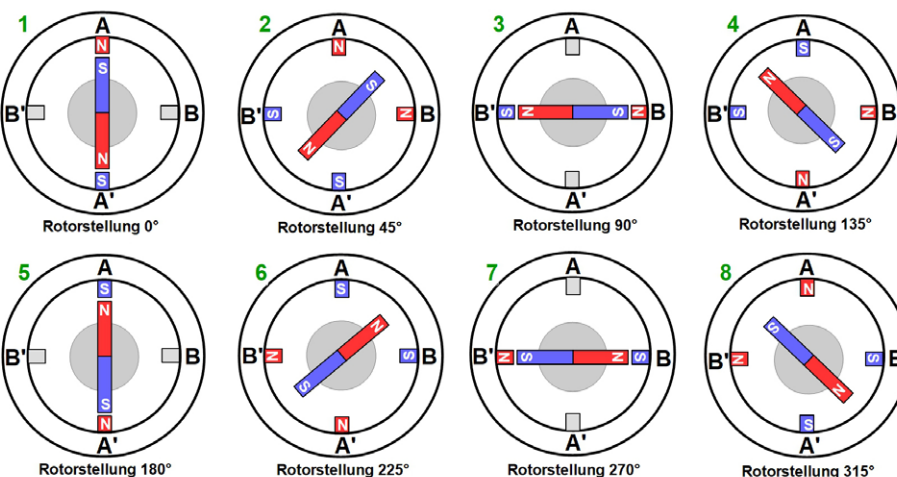 1
A
N
S
B'
B
N
S
A'
Rotorstellung 0°
2
A
N
S
B'
S
N
B
N
S
A'
Rotorstellung 45°
3
A
B'
S
N
S
N
B
A'
Rotorstellung 90°
4
A
S
N
B'
S
N
B
S
N
A'
Rotorstellung 135°
5
A
S
N
B'
B
S
N
A'
Rotorstellung 180°
6
A
S
N
B'
N
S
B
S
N
A'
Rotorstellung 225°
7
A
B'
N
S
N
S
B
A'
Rotorstellung 270°
8
A
N
S
B'
N
S
B
N
S
A'
Rotorstellung 315°